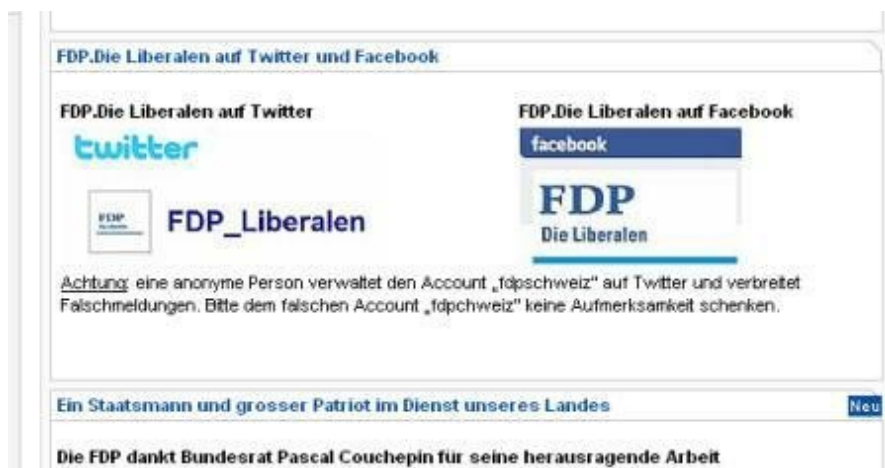 FDP.Die Liberalen auf Twitter und Facebook
FDP.Die Liberalen auf Twitter
FDP.Die Liberalen auf Facebook
twitter
facebook
FDP
FDP_Liberalen
FDP
Die Liberalen
Achtung: eine anonyme Person verwaltet den Account „fdpschweiz" auf Twitter und verbreitet
Falschmeldungen. Bitte dem falschen Account „fdpchweiz" keine Aufmerksamkeit schenken.
Ein Staatsmann und grosser Patriot im Dienst unseres Landes
Neu
Die FDP dankt Bundesrat Pascal Couchepin für seine herausragende Arbeit